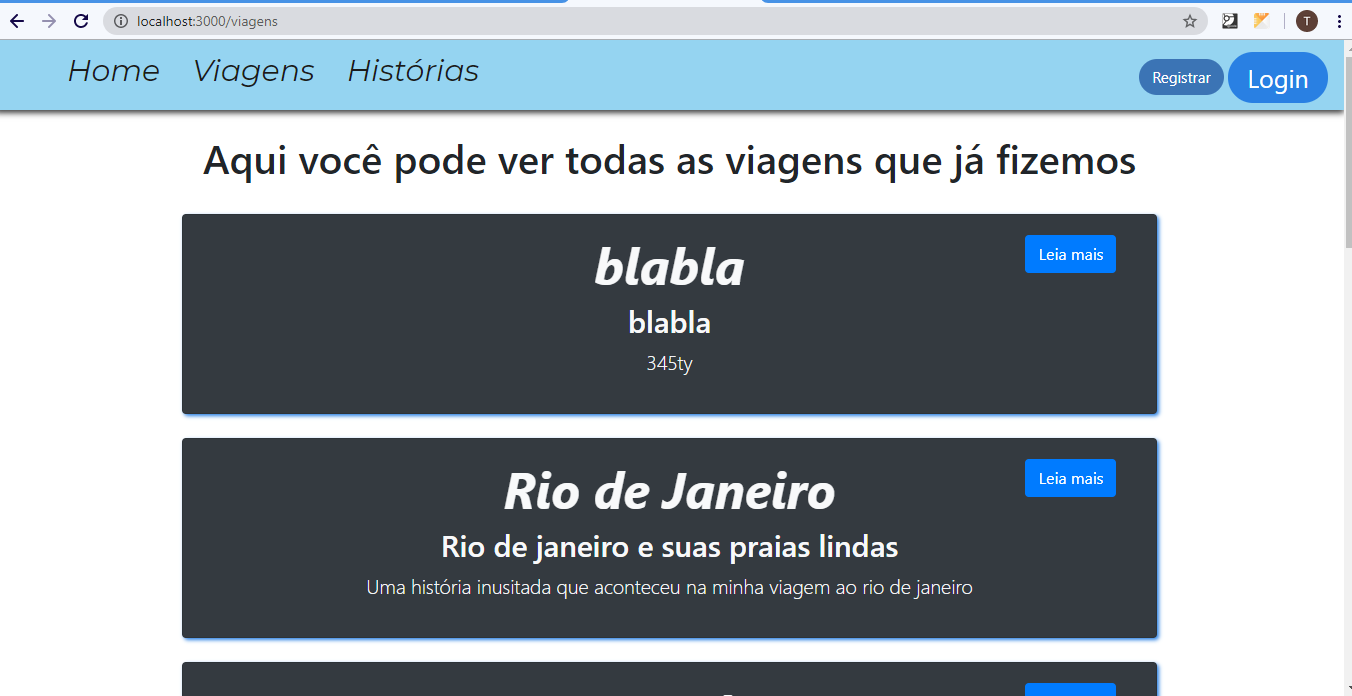 localhost:3000/viagens
T
Home Viagens Histórias
Registrar Login
Aqui você pode ver todas as viagens que já fizemos
blabla
Leia mais
blabla
345ty
Rio de Janeiro
Leia mais
Rio de janeiro e suas praias lindas
Uma história inusitada que aconteceu na minha viagem ao rio de janeiro